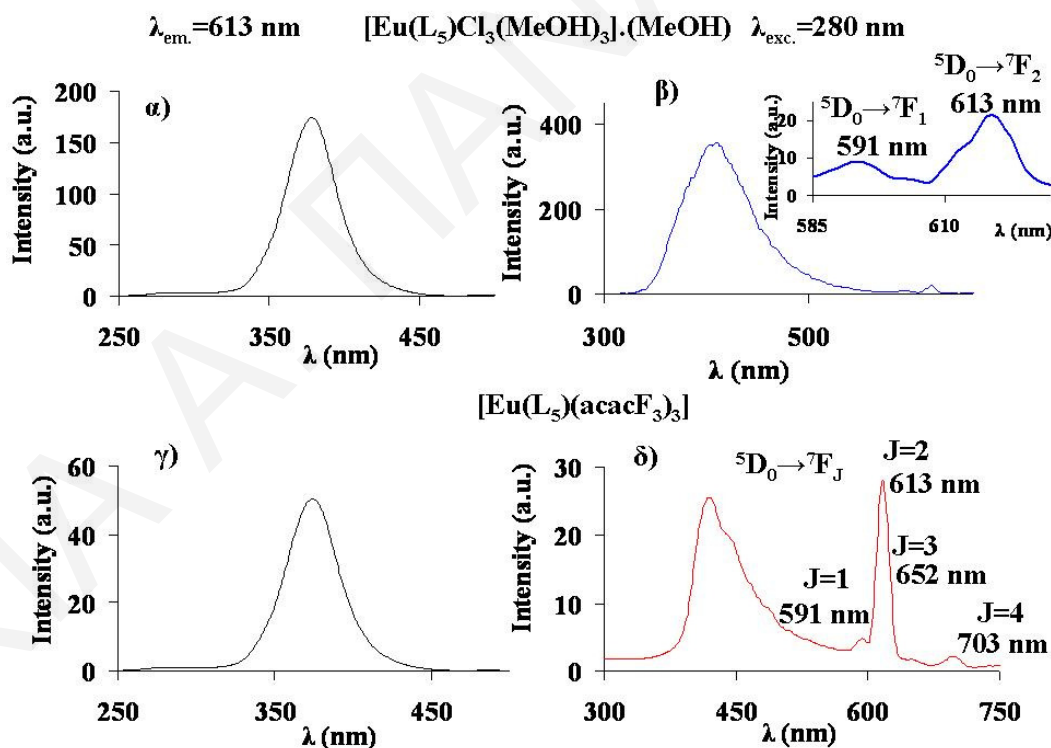 λem.=613 nm [Eu(L5)Cl3(MeOH)3].(MeOH) λexc.=280 nm
α)
Intensity (a.u.)
200
150
100
50
0
250 350 450
λ (nm)
β)
Intensity (a.u.)
400
200
0
300 500
λ (nm)
5D0→7F2
613 nm
5D0→7F1
591 nm
Intensity (a.u.)
20
10
0
585 610 λ (nm)
[Eu(L5)(acacF3)3]
γ)
Intensity (a.u.)
60
40
20
0
250 350 450
λ (nm)
δ) 5D0→7FJ
Intensity (a.u.)
30
20
10
0
300 450 600 750
λ (nm)
J=2
613 nm
J=3
652 nm
J=1
591 nm
J=4
703 nm